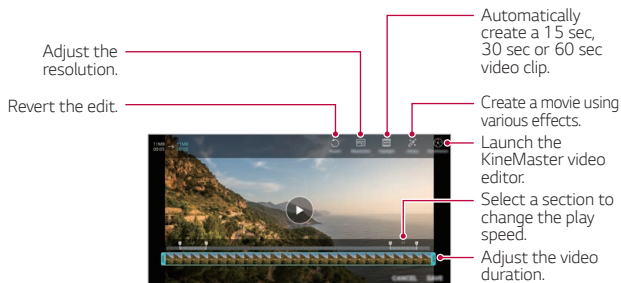 Adjust the
resolution.
Revert the edit.
Automatically
create a 15 sec,
30 sec or 60 sec
video clip.
Create a movie using
various effects.
Launch the
KineMaster video
editor.
Select a section to
change the play
speed.
Adjust the video
duration.
CANCEL SAVE